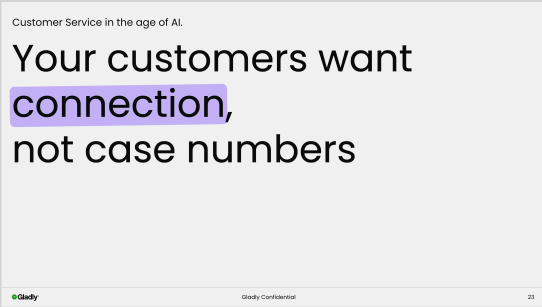 Customer Service in the age of AI.
Your customers want
connection,
not case numbers
Gladly
Gladly Confidential
23